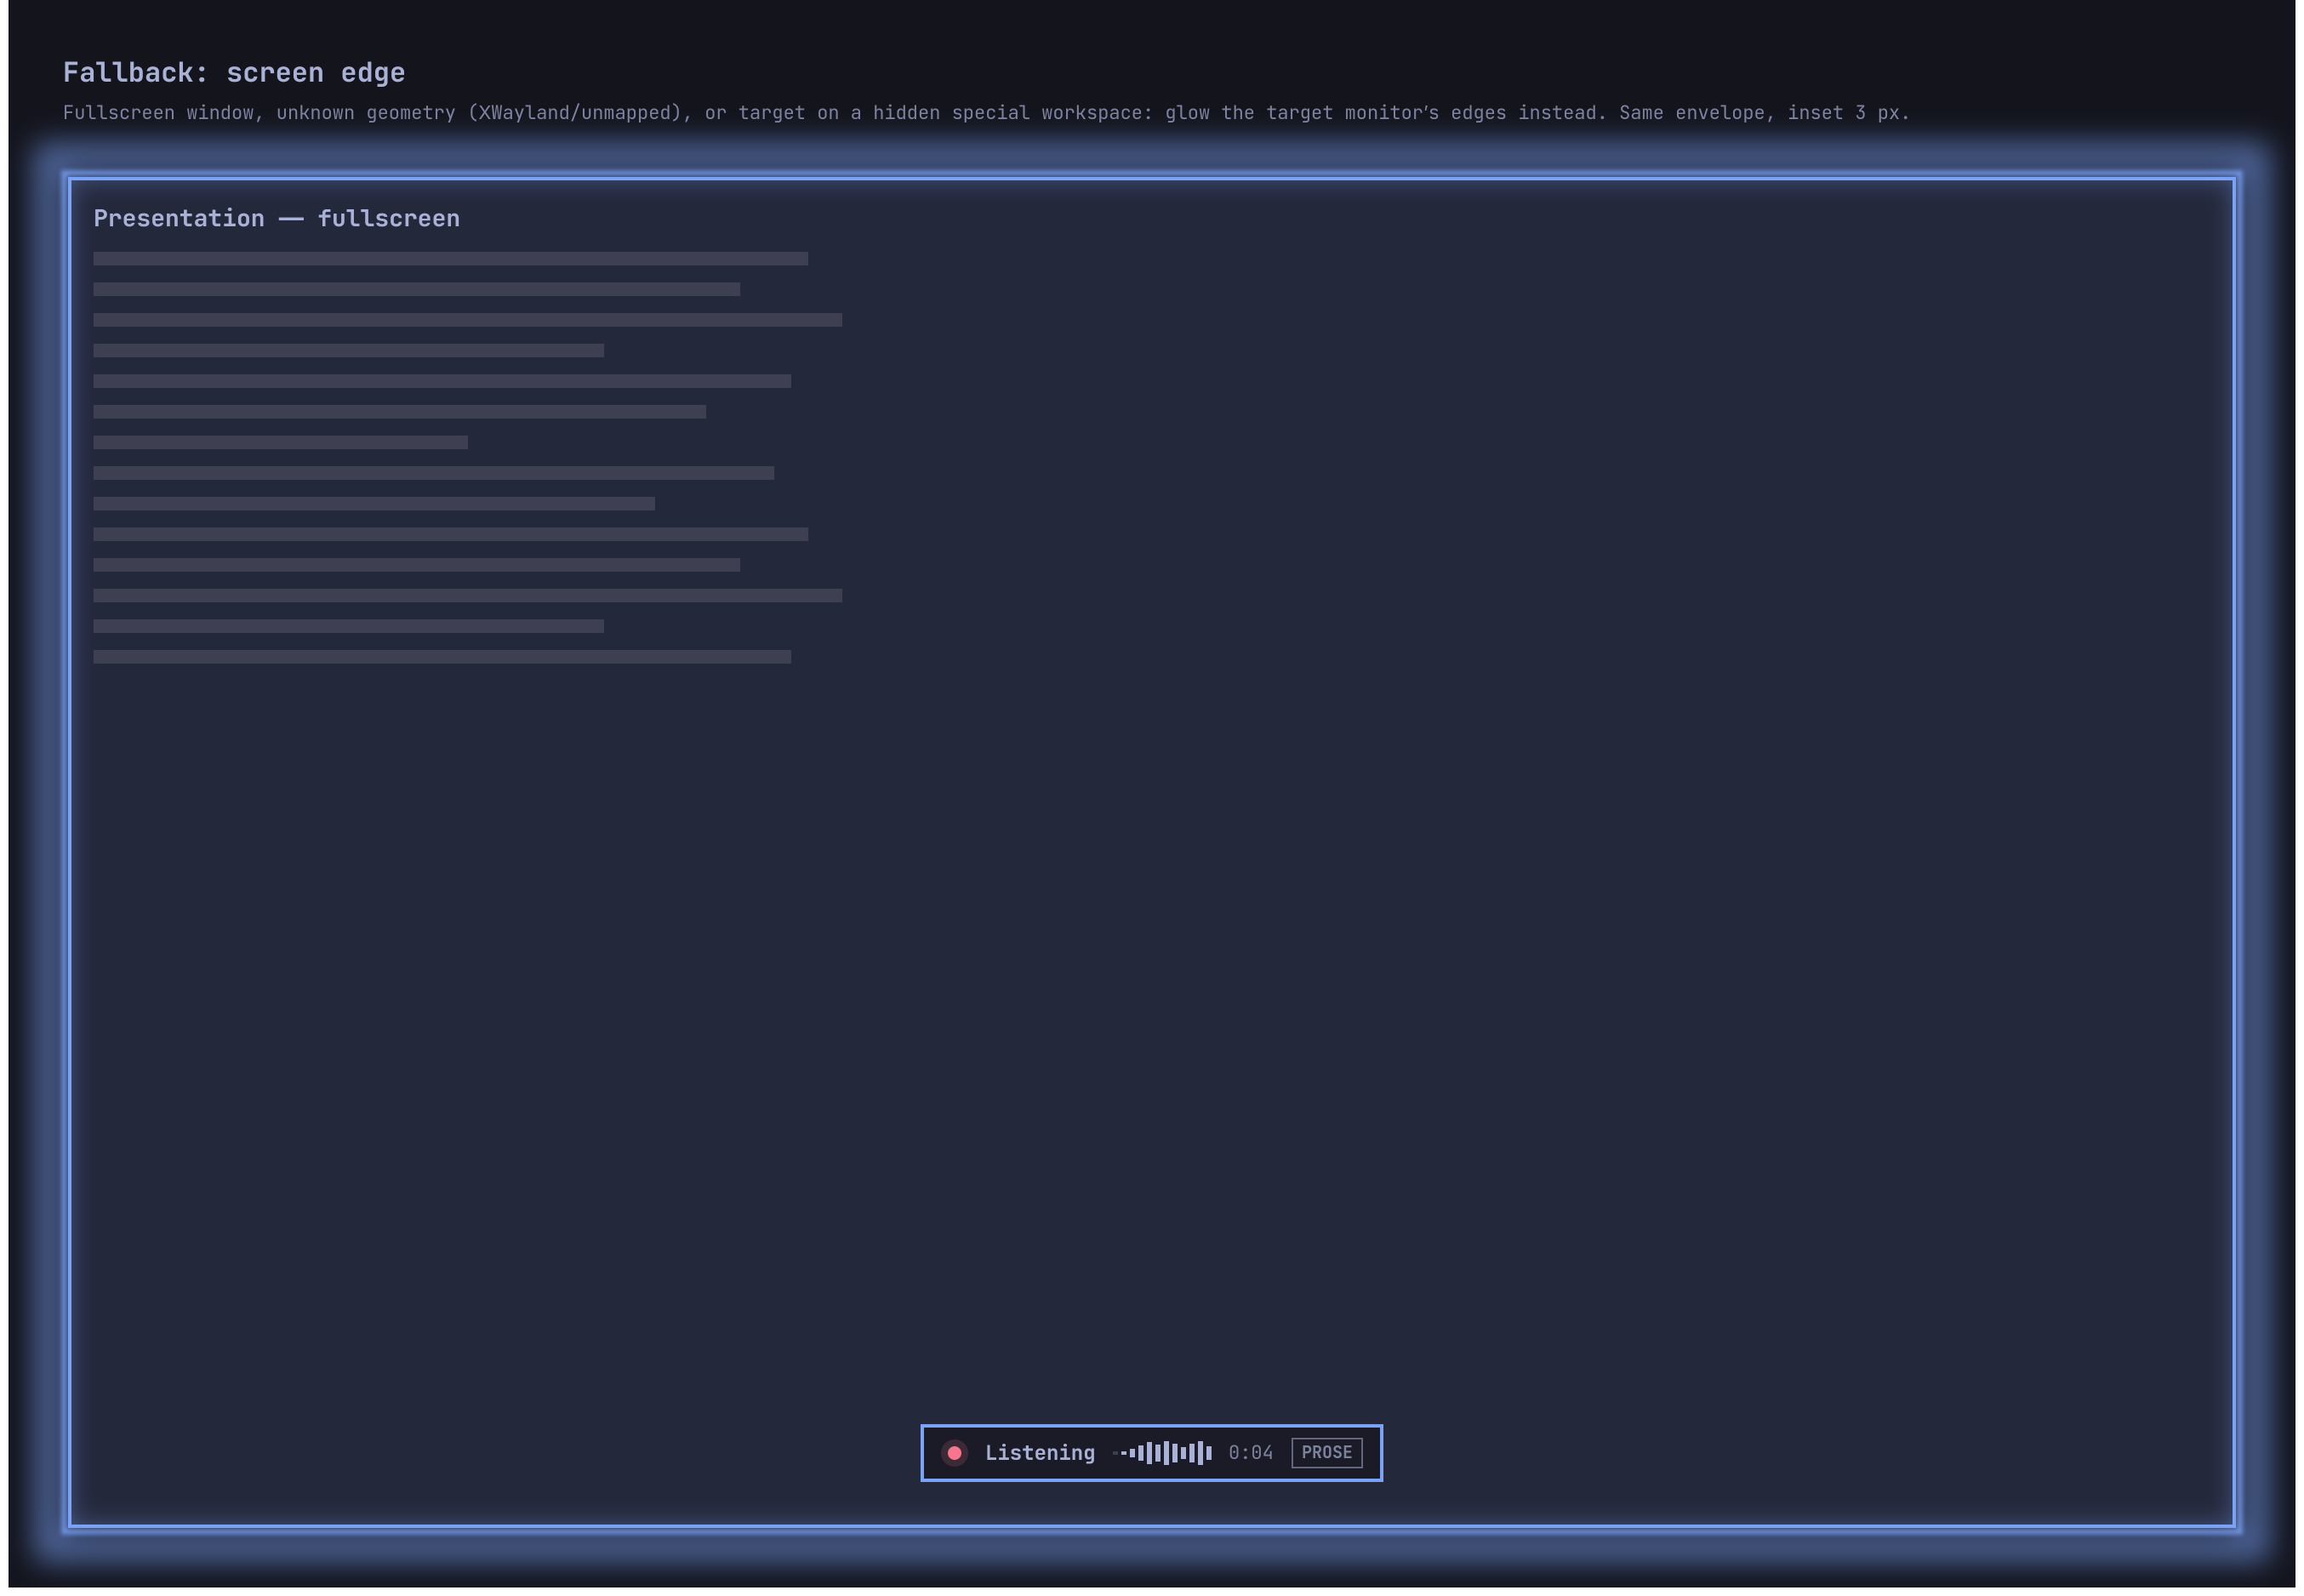 Fallback: screen edge
Fullscreen window, unknown geometry (XWayland/unmapped), or target on a hidden special workspace: glow the target monitor's edges instead. Same envelope, inset 3 px.
Presentation — fullscreen
Listening 0:04 PROSE